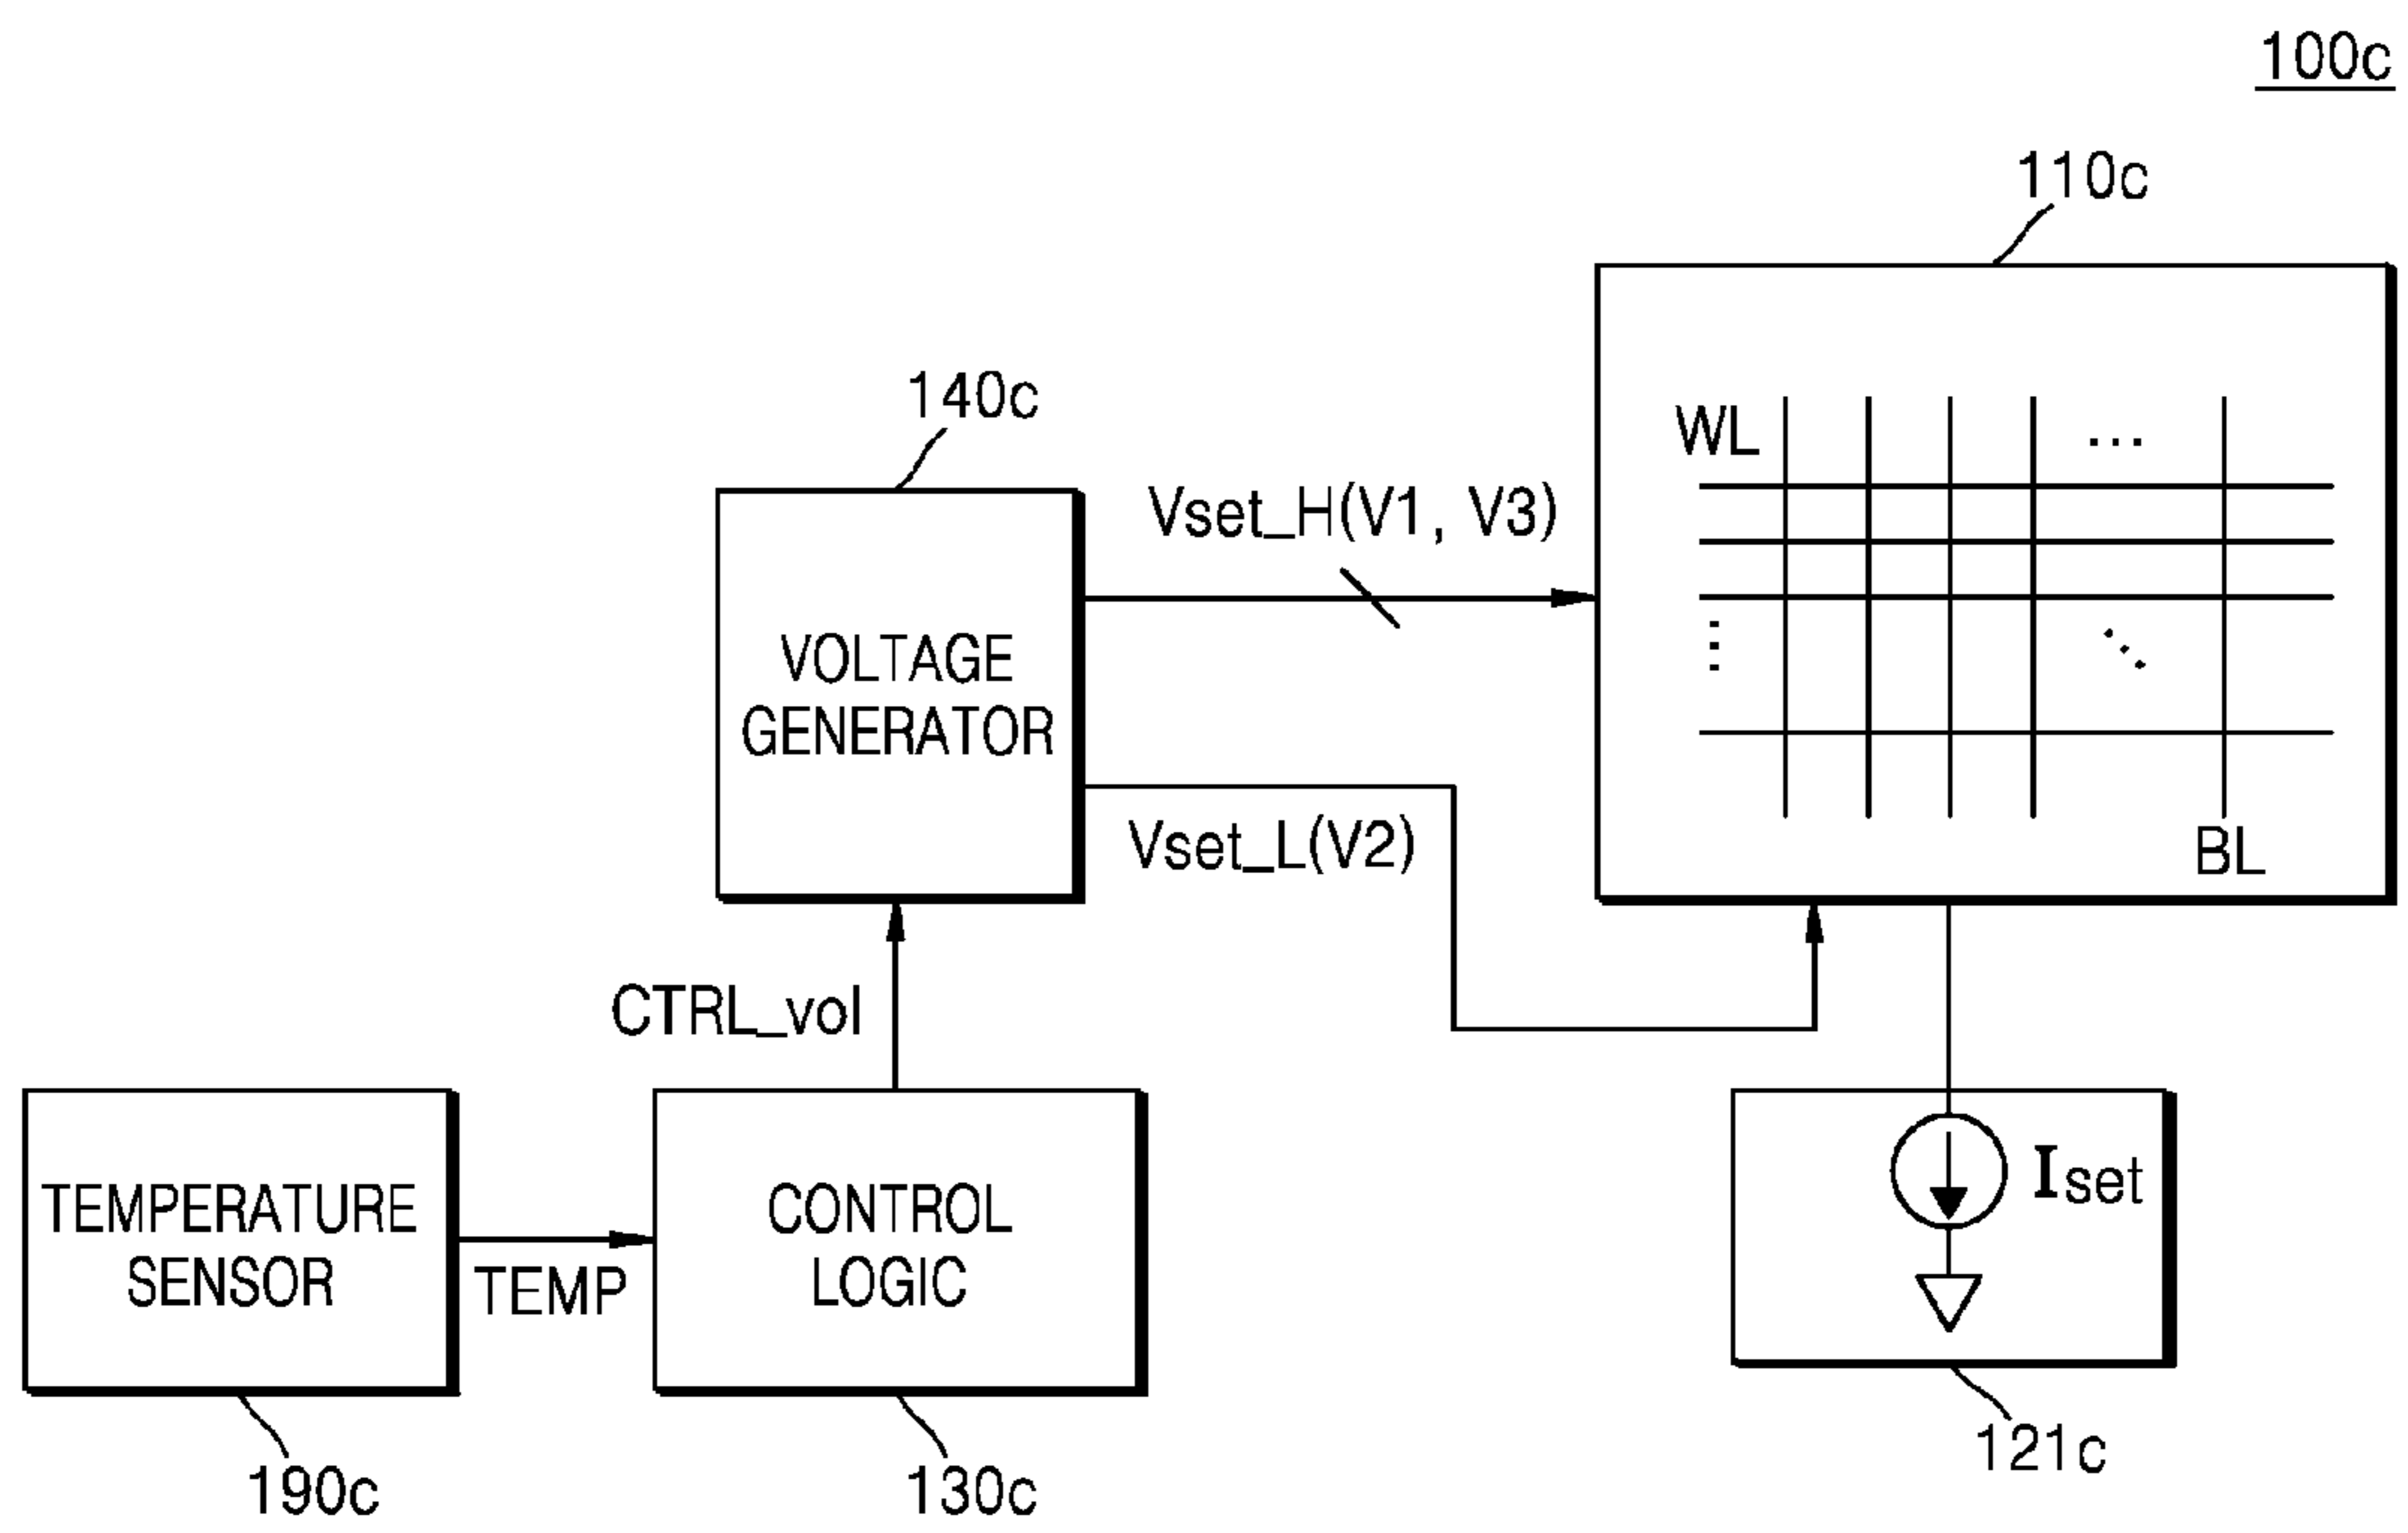 100c
110c
140c
WL
...
Vset_H(V1, V3)
VOLTAGE
GENERATOR
Vset_L(V2)
BL
CTRL_vol
TEMPERATURE
SENSOR
TEMP
CONTROL
LOGIC
Iset
190c
130c
121c